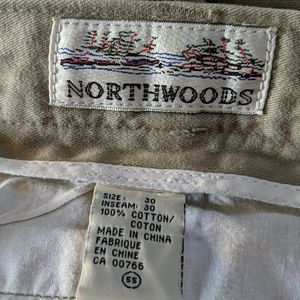 NORTHWOODS
SIZE: 30
INSEAM: 30
100% COTTON/
COTON
MADE IN CHINA
FABRIQUE
EN CHINE
CA 00766
55